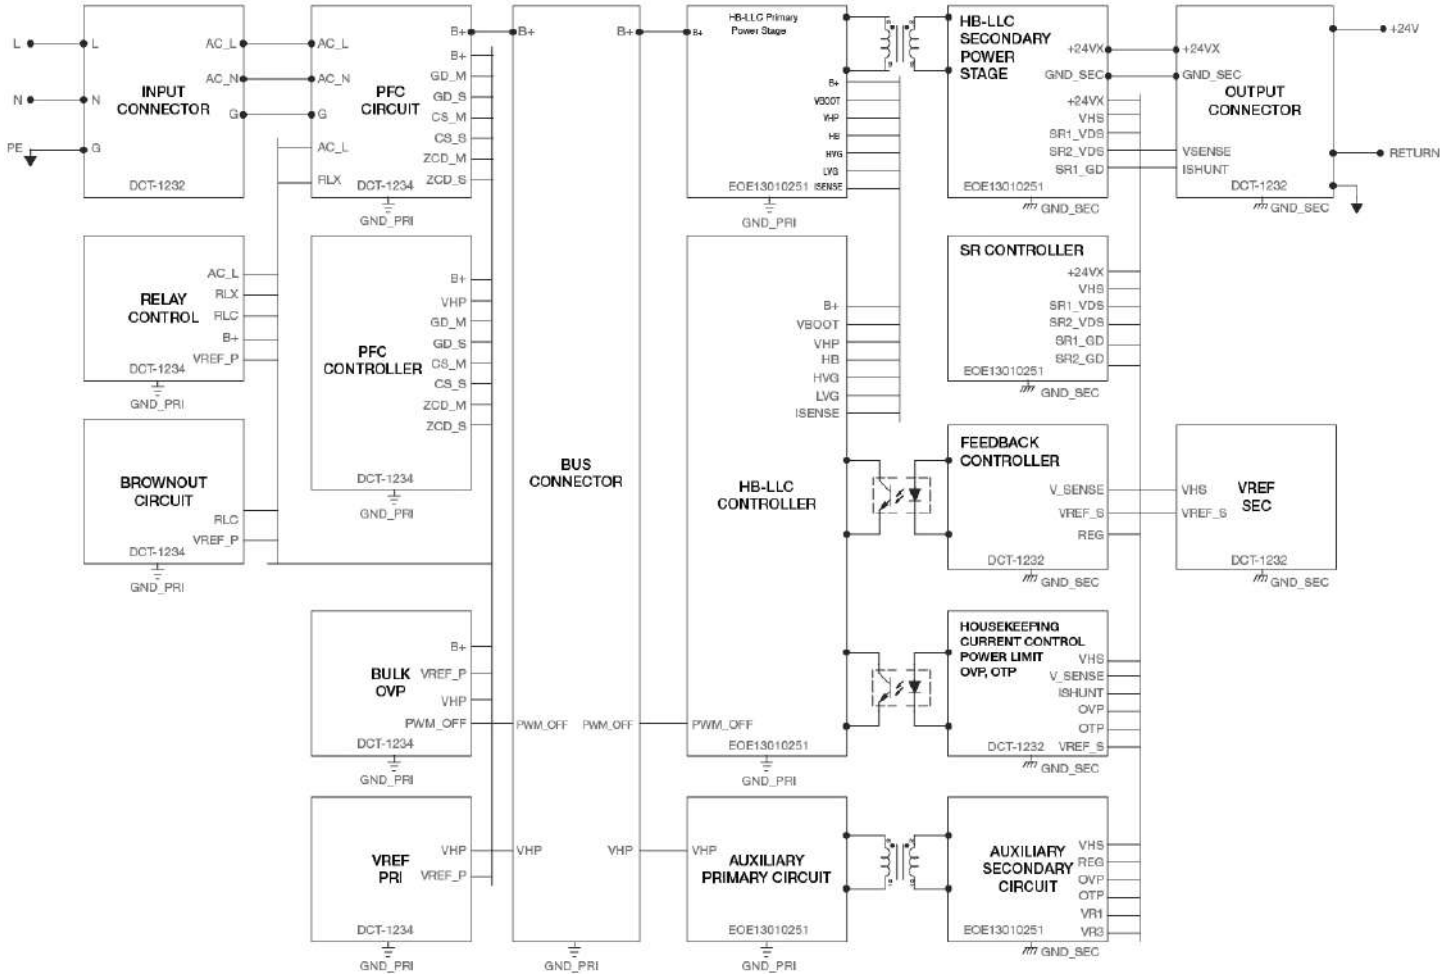 L
L
N
N
PE
G
INPUT
CONNECTOR
AC_L
AC_N
G
DCT-1232
AC_L
AC_N
G
AC_L
RLX
PFC
CIRCUIT
B+
B+
GD_M
GD_S
CS_M
CS_S
ZCD_M
ZCD_S
DCT-1234
GND_PRI
B+
B+
BUS
CONNECTOR
PWM_OFF
PWM_OFF
VHP
VHP
GND_PRI
B+
HB-LLC Primary
Power Stage
B+
VBOOT
VHP
HB
HVG
LVG
ISENSE
GND_PRI
HB-LLC
SECONDARY
POWER
STAGE
+24VX
GND_SEC
+24VX
VHS
SR1_VDS
SR2_VDS
SR1_GD
EOE13010251
GND_SEC
+24VX
GND_SEC
OUTPUT
CONNECTOR
VSENSE
ISHUNT
DCT-1232
GND_SEC
+24V
RETURN
RELAY
CONTROL
AC_L
RLX
RLC
B+
VREF_P
DCT-1234
GND_PRI
PFC
CONTROLLER
B+
VHP
GD_M
GD_S
CS_M
CS_S
ZCD_M
ZCD_S
DCT-1234
GND_PRI
HB-LLC
CONTROLLER
B+
VBOOT
VHP
HB
HVG
LVG
ISENSE
PWM_OFF
EOE13010251
GND_PRI
SR CONTROLLER
+24VX
VHS
SR1_VDS
SR2_VDS
SR1_GD
SR2_GD
EOE13010251
GND_SEC
BROWNOUT
CIRCUIT
RLC
VREF_P
DCT-1234
GND_PRI
FEEDBACK
CONTROLLER
V_SENSE
VREF_S
REG
DCT-1232
GND_SEC
VHS
VREF_S
VREF
SEC
DCT-1232
GND_SEC
BULK
OVP
B+
VREF_P
VHP
PWM_OFF
DCT-1234
GND_PRI
HOUSEKEEPING
CURRENT CONTROL
POWER LIMIT
OVP, OTP
VHS
V_SENSE
ISHUNT
OVP
OTP
DCT-1232 VREF_S
GND_SEC
VREF
PRI
VHP
VREF_P
DCT-1234
GND_PRI
VHP
AUXILIARY
PRIMARY CIRCUIT
EOE13010251
GND_PRI
AUXILIARY
SECONDARY
CIRCUIT
VHS
REG
OVP
OTP
VR1
VR3
EOE13010251
GND_SEC